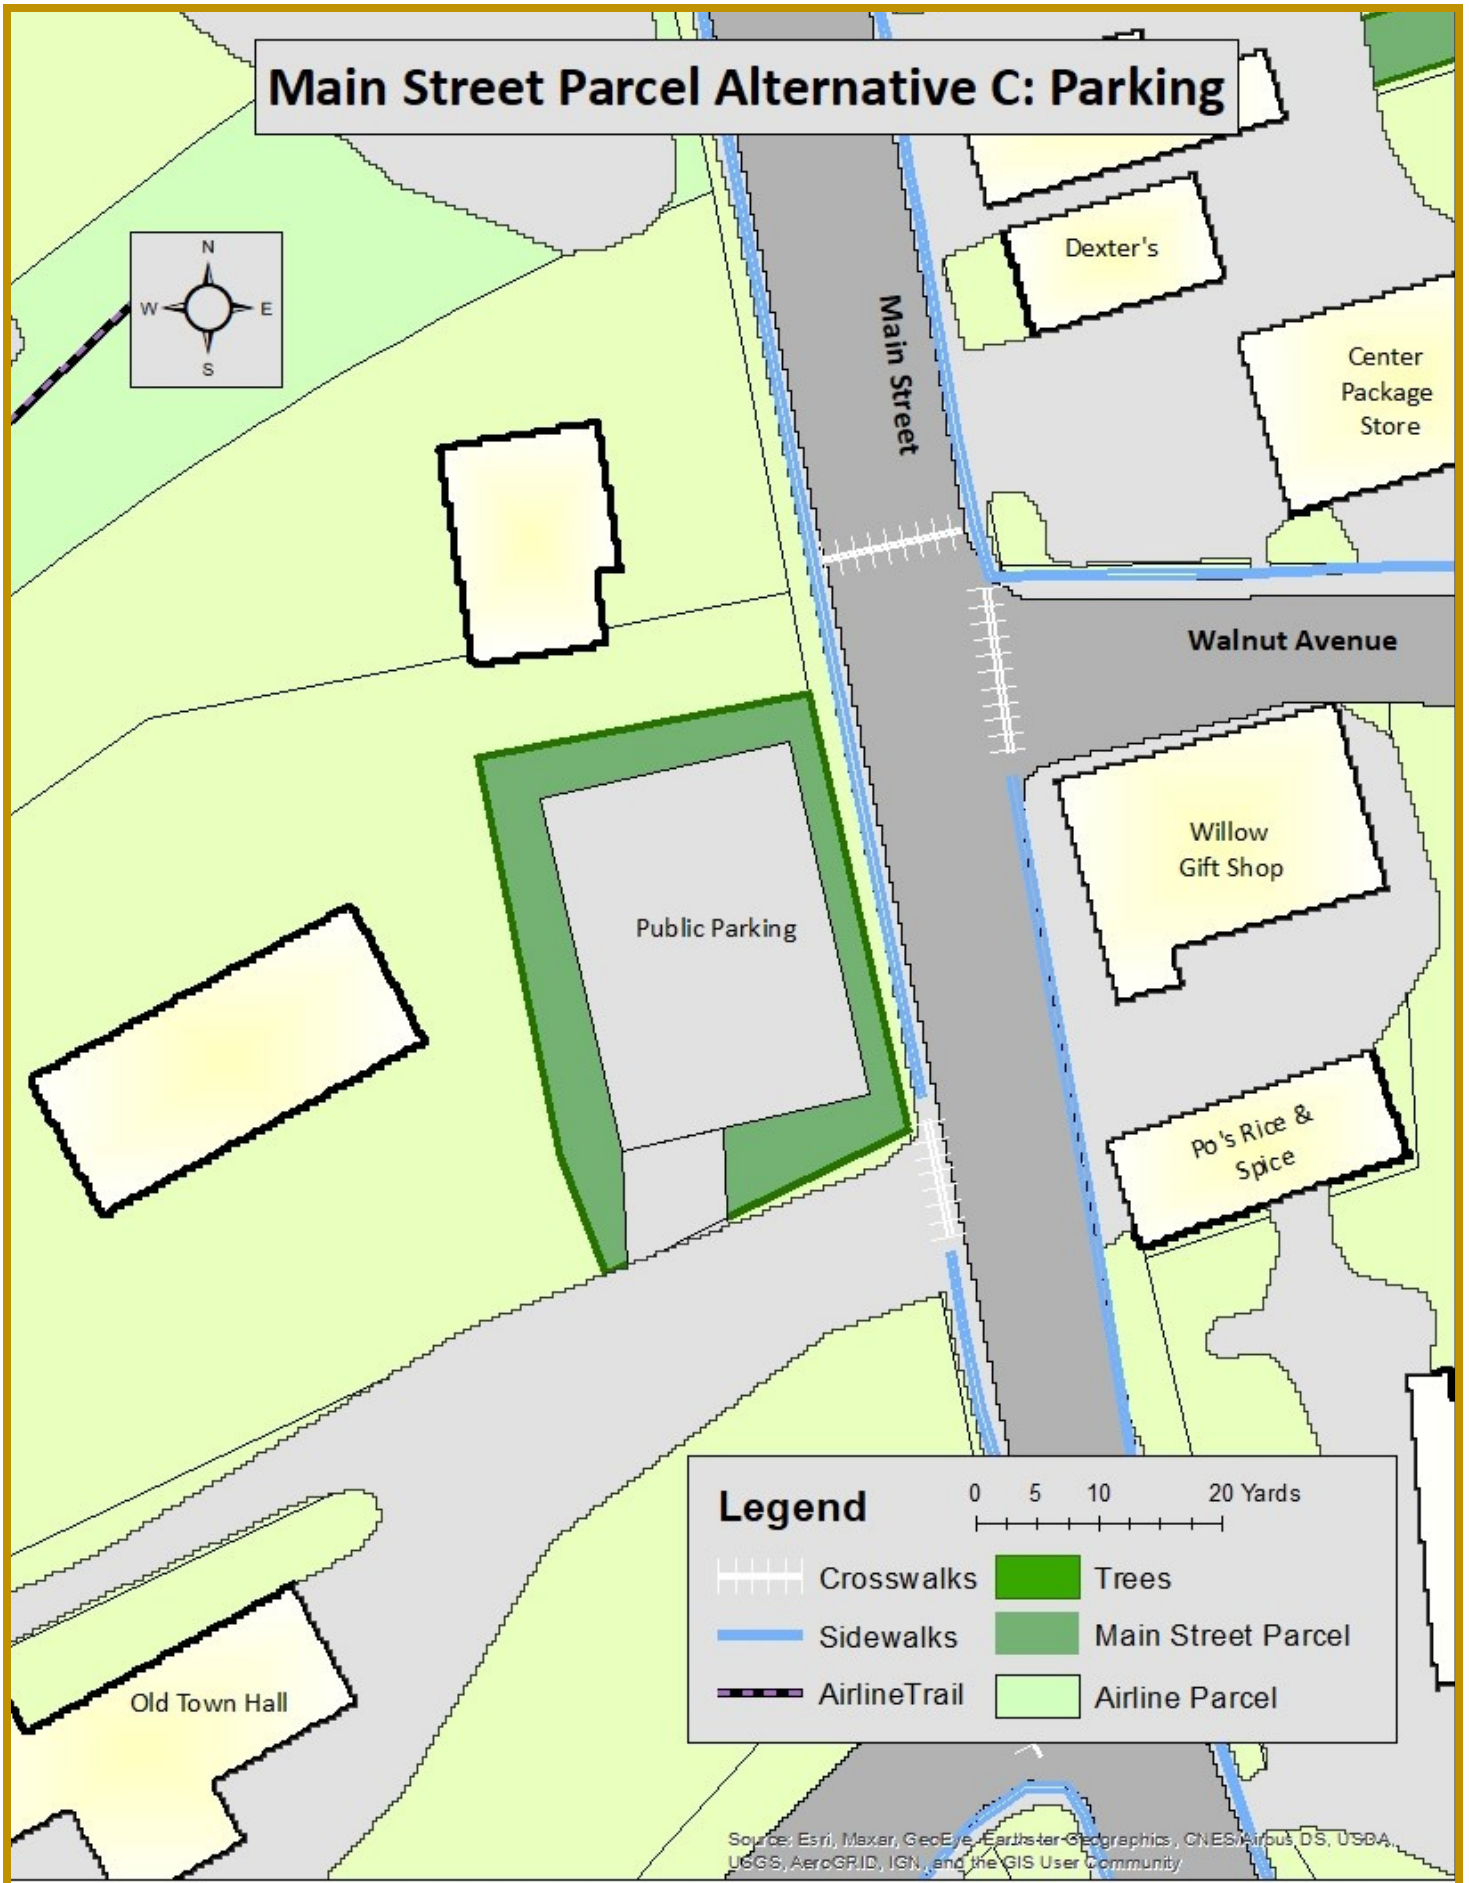 Main Street Parcel Alternative C: Parking
N
W
E
S
Dexter's
Main Street
Center
Package
Store
Walnut Avenue
Willow
Gift Shop
Public Parking
Po's Rice &
Spice
Legend
0 5 10 20 Yards
Crosswalks
Trees
Sidewalks
Main Street Parcel
AirlineTrail
Airline Parcel
Old Town Hall
Source: Esri, Maxar, GeoEye, Earthstar Geographics, CNES/Airbus DS, USDA,
USGS, AeroGRID, IGN, and the GIS User Community